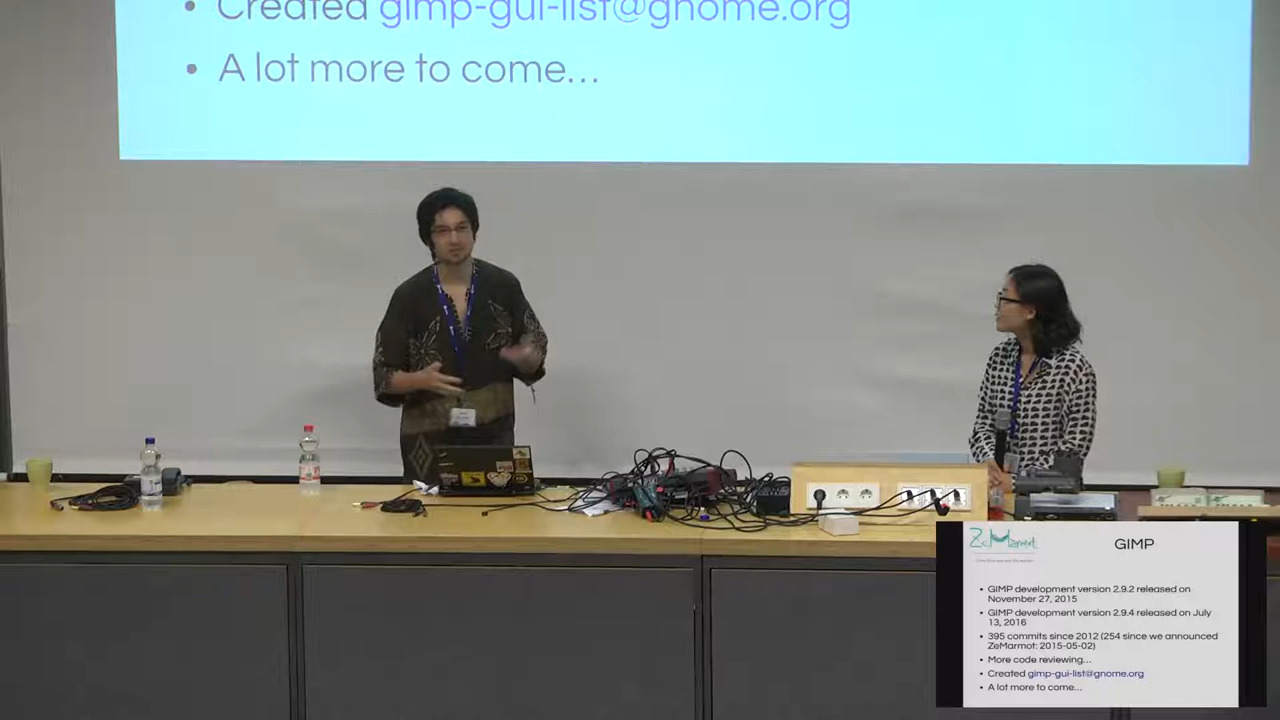 Created gimp-gui-list@gnome.org
A lot more to come...
ZeMarmot
GIMP
GIMP development version 2.9.2 released on
November 27, 2015
GIMP development version 2.9.4 released on July
13, 2016
395 commits since 2012 (254 since we announced
ZeMarmot: 2015-05-02)
More code reviewing...
Created gimp-gui-list@gnome.org
A lot more to come...